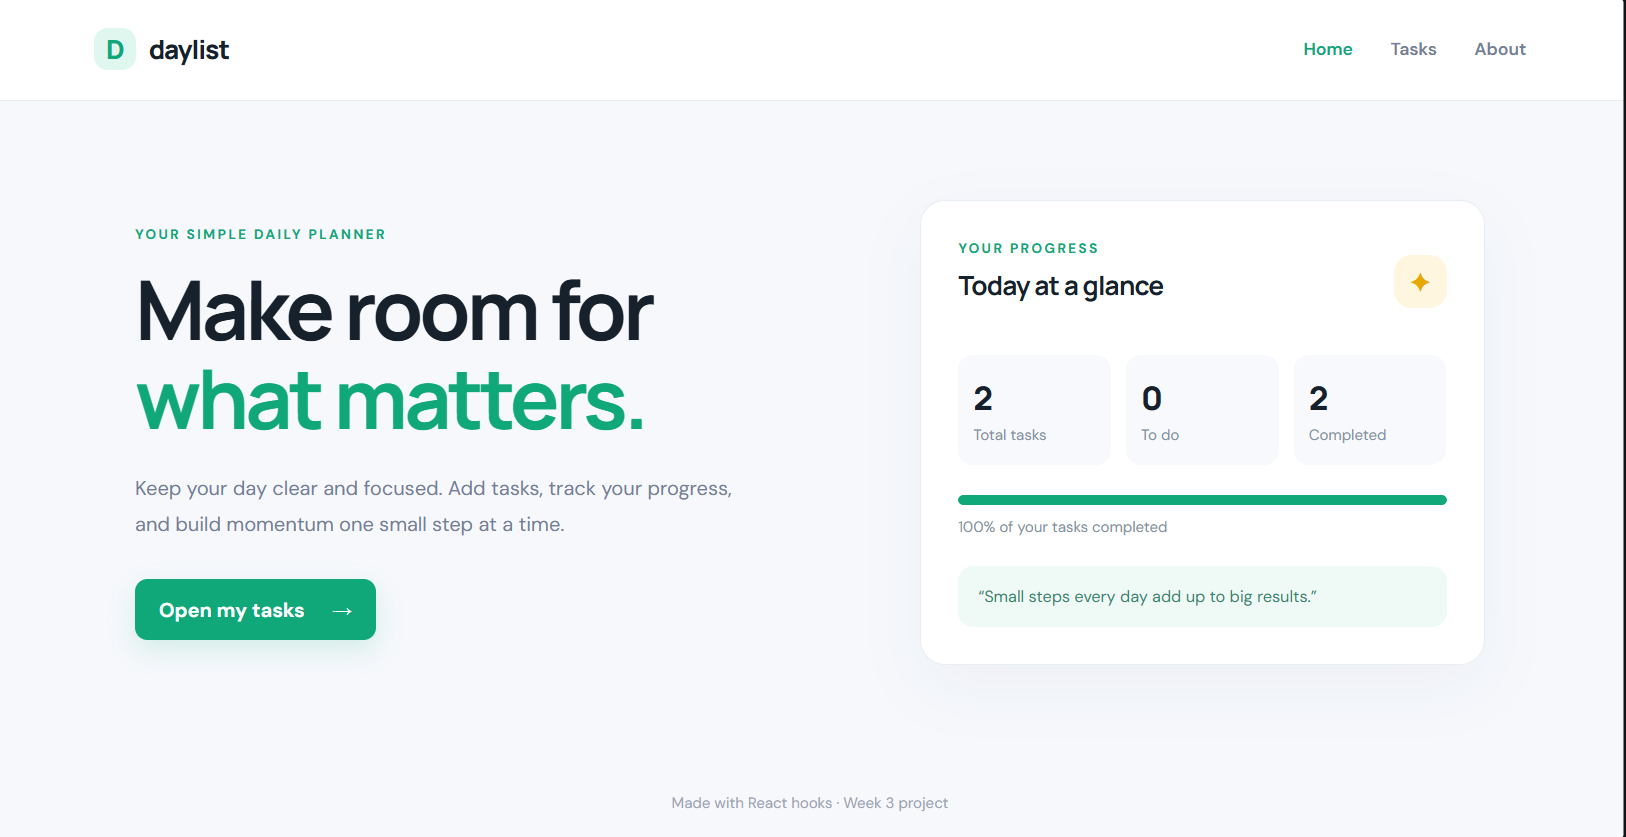 D daylist
Home Tasks About
YOUR SIMPLE DAILY PLANNER
Make room for
what matters.
Keep your day clear and focused. Add tasks, track your progress,
and build momentum one small step at a time.
Open my tasks →
YOUR PROGRESS
Today at a glance
2
Total tasks
0
To do
2
Completed
100% of your tasks completed
“Small steps every day add up to big results.”
Made with React hooks · Week 3 project